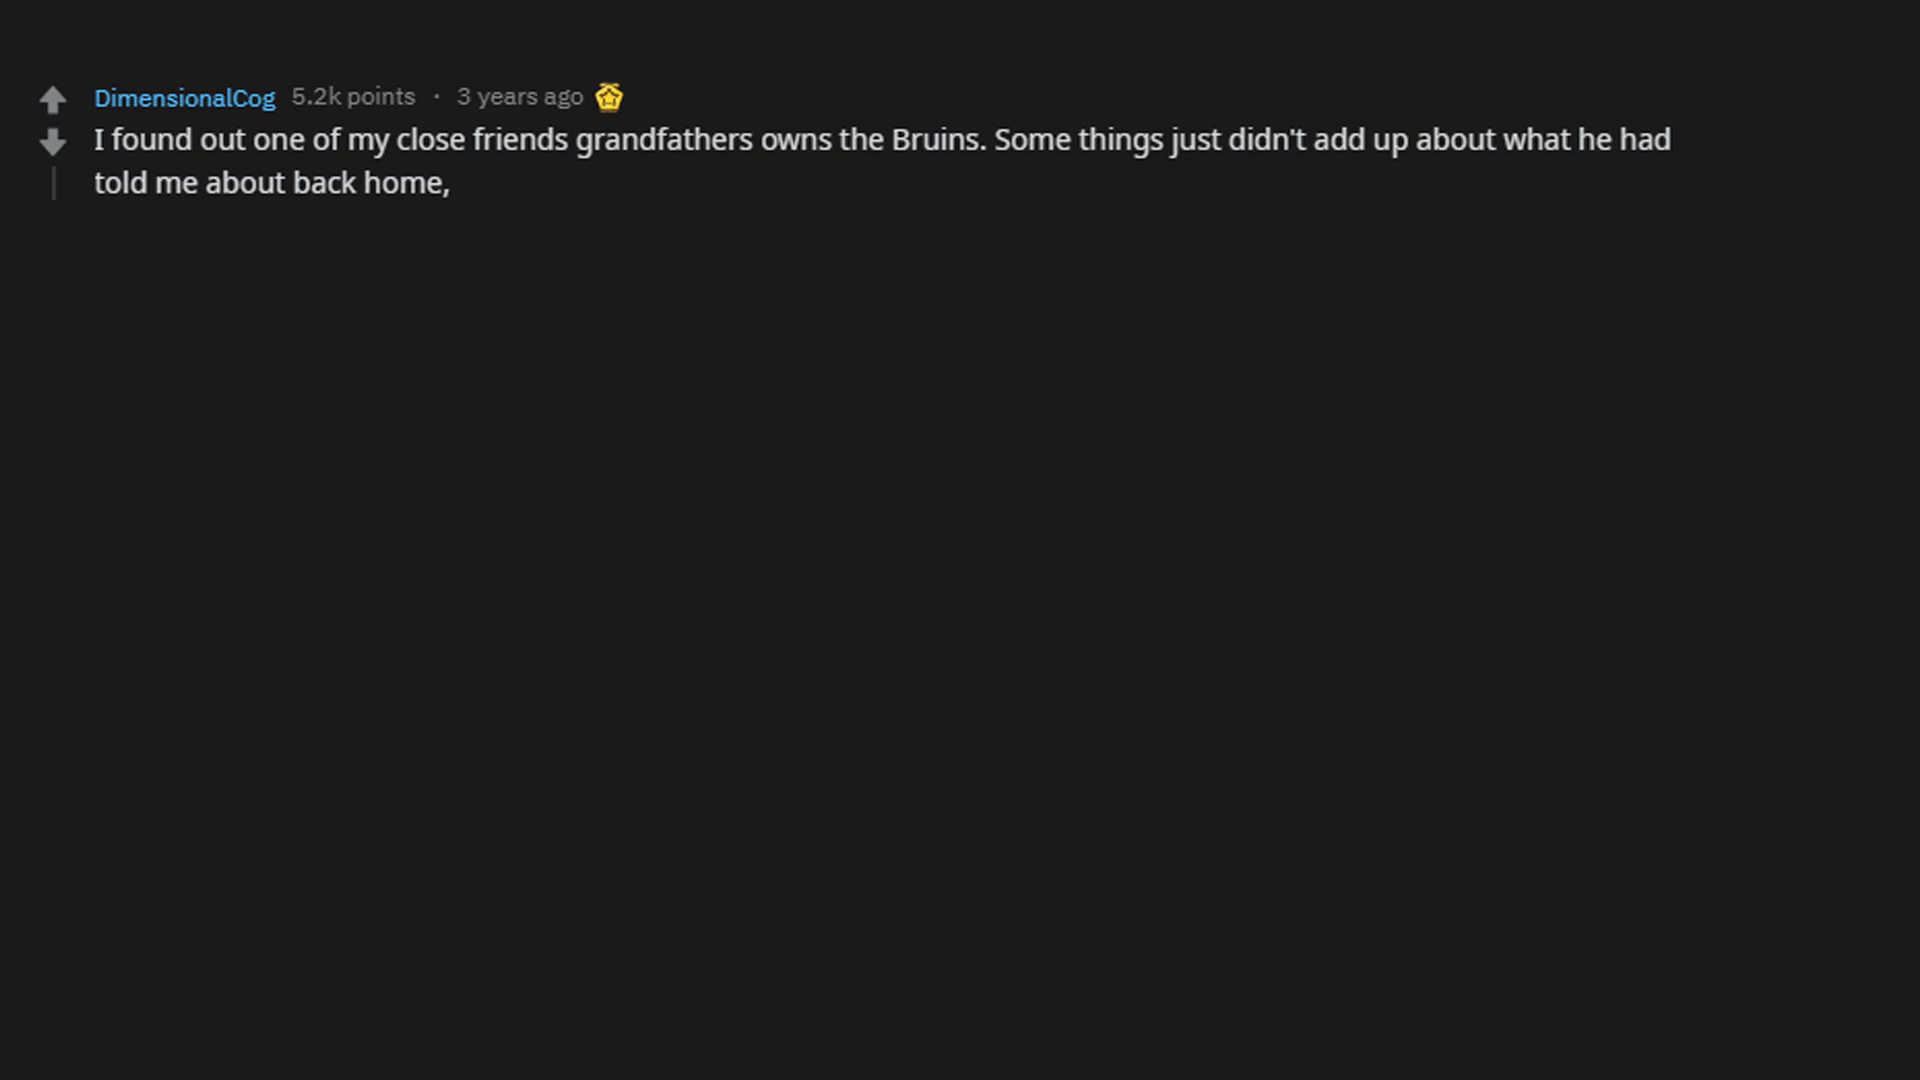 DimensionalCog 5.2k points · 3 years ago
I found out one of my close friends grandfathers owns the Bruins. Some things just didn't add up about what he had
told me about back home,